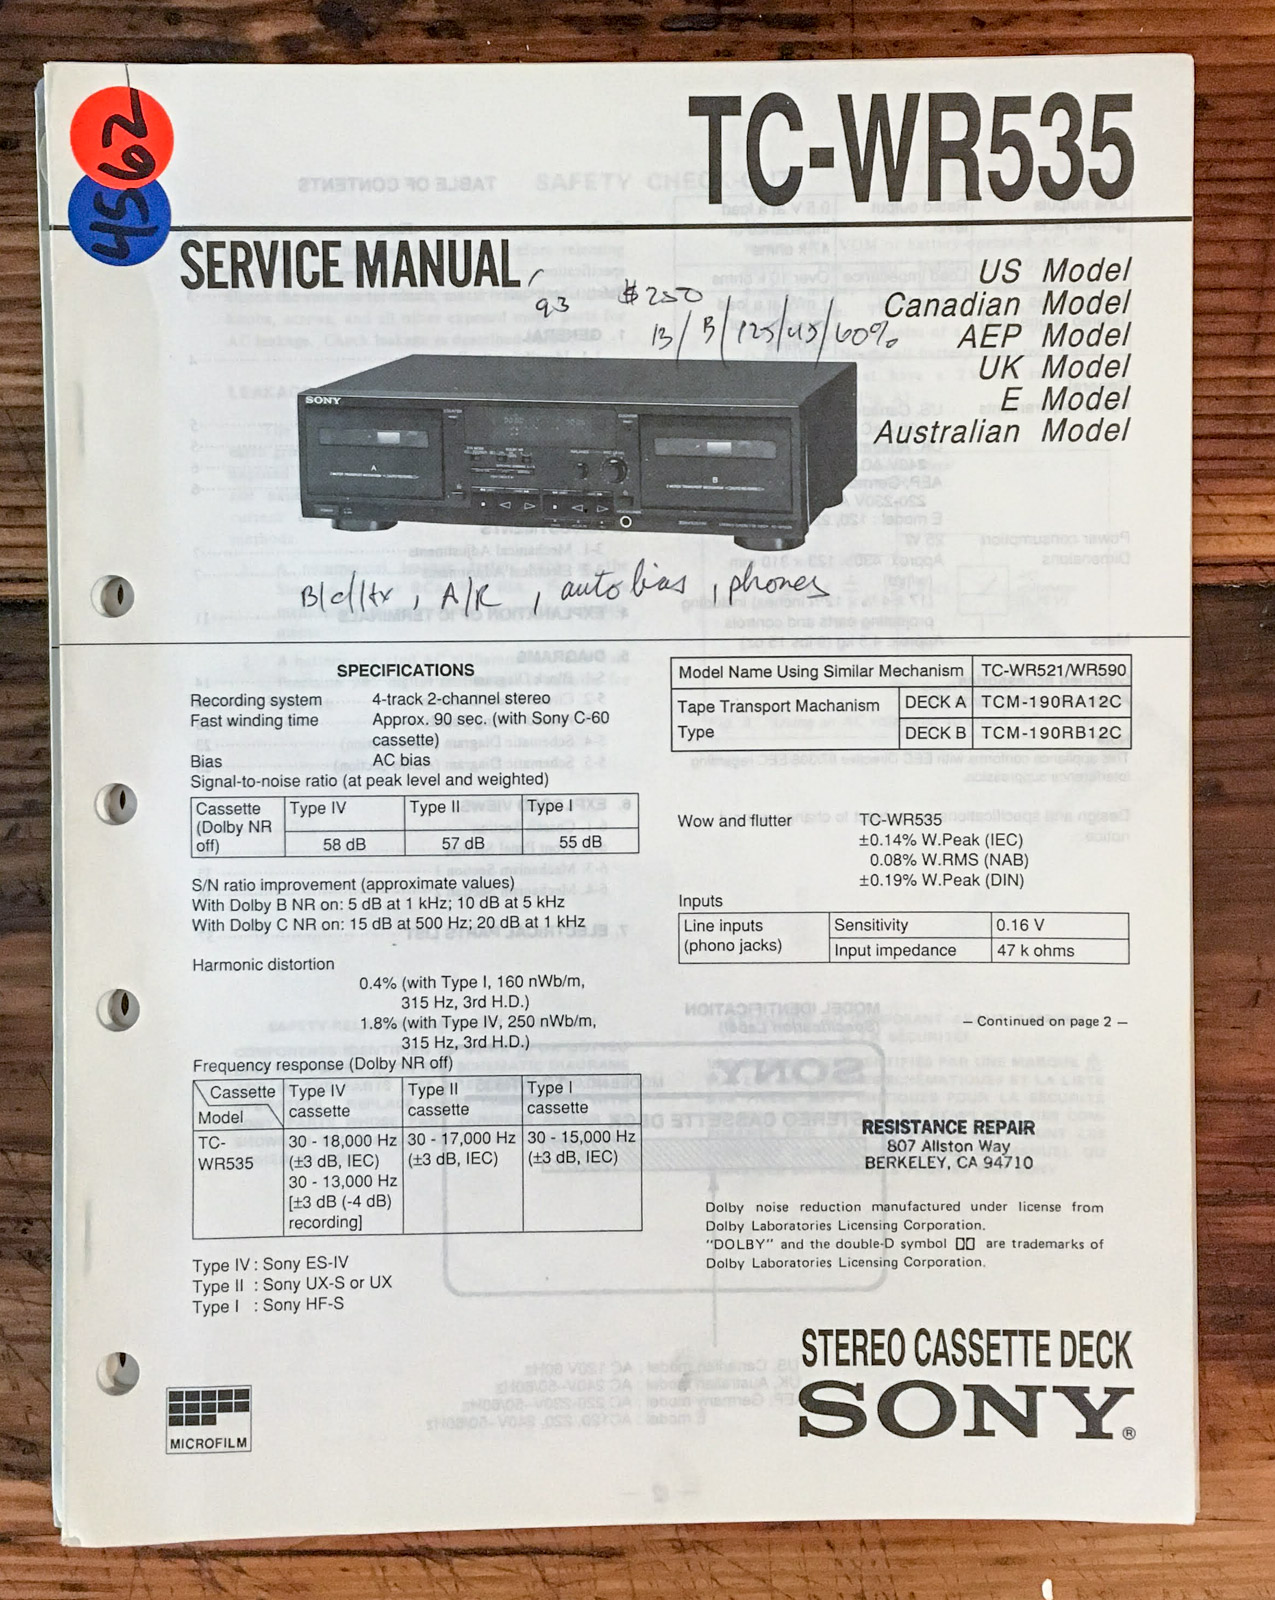 TC-WR535
62
45
SERVICE MANUAL
'93
$250
B/B/125/45/60%
US Model
Canadian Model
AEP Model
UK Model
E Model
Australian Model
SONY
A
B
B/C/Hx, A/R, auto bias, phones
SPECIFICATIONS
Recording system 4-track 2-channel stereo
Fast winding time Approx. 90 sec. (with Sony C-60
cassette)
Bias AC bias
Signal-to-noise ratio (at peak level and weighted)
Cassette Type IV Type II Type I
(Dolby NR
off) 58 dB 57 dB 55 dB
S/N ratio improvement (approximate values)
With Dolby B NR on: 5 dB at 1 kHz; 10 dB at 5 kHz
With Dolby C NR on: 15 dB at 500 Hz; 20 dB at 1 kHz
Harmonic distortion
0.4% (with Type I, 160 nWb/m,
315 Hz, 3rd H.D.)
1.8% (with Type IV, 250 nWb/m,
315 Hz, 3rd H.D.)
Frequency response (Dolby NR off)
Cassette Type IV Type II Type I
Model cassette cassette cassette
TC- 30 - 18,000 Hz 30 - 17,000 Hz 30 - 15,000 Hz
WR535 (±3 dB, IEC) (±3 dB, IEC) (±3 dB, IEC)
30 - 13,000 Hz
[±3 dB (-4 dB)
recording]
Type IV : Sony ES-IV
Type II : Sony UX-S or UX
Type I : Sony HF-S
MICROFILM
Model Name Using Similar Mechanism TC-WR521/WR590
Tape Transport Machanism DECK A TCM-190RA12C
Type DECK B TCM-190RB12C
Wow and flutter TC-WR535
±0.14% W.Peak (IEC)
0.08% W.RMS (NAB)
±0.19% W.Peak (DIN)
Inputs
Line inputs Sensitivity 0.16 V
(phono jacks) Input impedance 47 k ohms
– Continued on page 2 –
RESISTANCE REPAIR
807 Allston Way
BERKELEY, CA 94710
Dolby noise reduction manufactured under license from
Dolby Laboratories Licensing Corporation.
"DOLBY" and the double-D symbol are trademarks of
Dolby Laboratories Licensing Corporation.
STEREO CASSETTE DECK
SONY®